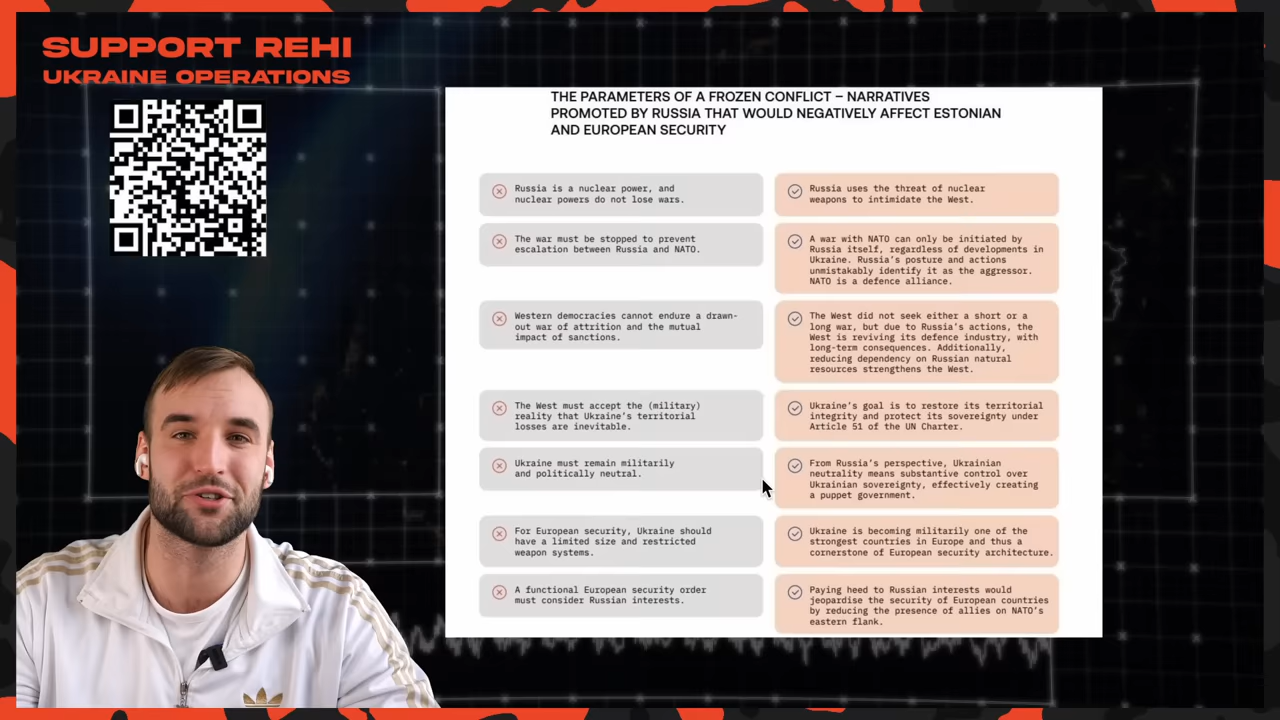 SUPPORT REHI
UKRAINE OPERATIONS
THE PARAMETERS OF A FROZEN CONFLICT – NARRATIVES
PROMOTED BY RUSSIA THAT WOULD NEGATIVELY AFFECT ESTONIAN
AND EUROPEAN SECURITY
Russia is a nuclear power, and
nuclear powers do not lose wars.
Russia uses the threat of nuclear
weapons to intimidate the West.
The war must be stopped to prevent
escalation between Russia and NATO.
A war with NATO can only be initiated by
Russia itself, regardless of developments in
Ukraine. Russia's posture and actions
unmistakably identify it as the aggressor.
NATO is a defence alliance.
Western democracies cannot endure a drawn-
out war of attrition and the mutual
impact of sanctions.
The West did not seek either a short or a
long war, but due to Russia's actions, the
West is reviving its defence industry, with
long-term consequences. Additionally,
reducing dependency on Russian natural
resources strengthens the West.
The West must accept the (military)
reality that Ukraine's territorial
losses are inevitable.
Ukraine's goal is to restore its territorial
integrity and protect its sovereignty under
Article 51 of the UN Charter.
Ukraine must remain militarily
and politically neutral.
From Russia's perspective, Ukrainian
neutrality means substantive control over
Ukrainian sovereignty, effectively creating
a puppet government.
For European security, Ukraine should
have a limited size and restricted
weapon systems.
Ukraine is becoming militarily one of the
strongest countries in Europe and thus a
cornerstone of European security architecture.
A functional European security order
must consider Russian interests.
Paying heed to Russian interests would
jeopardise the security of European countries
by reducing the presence of allies on NATO's
eastern flank.